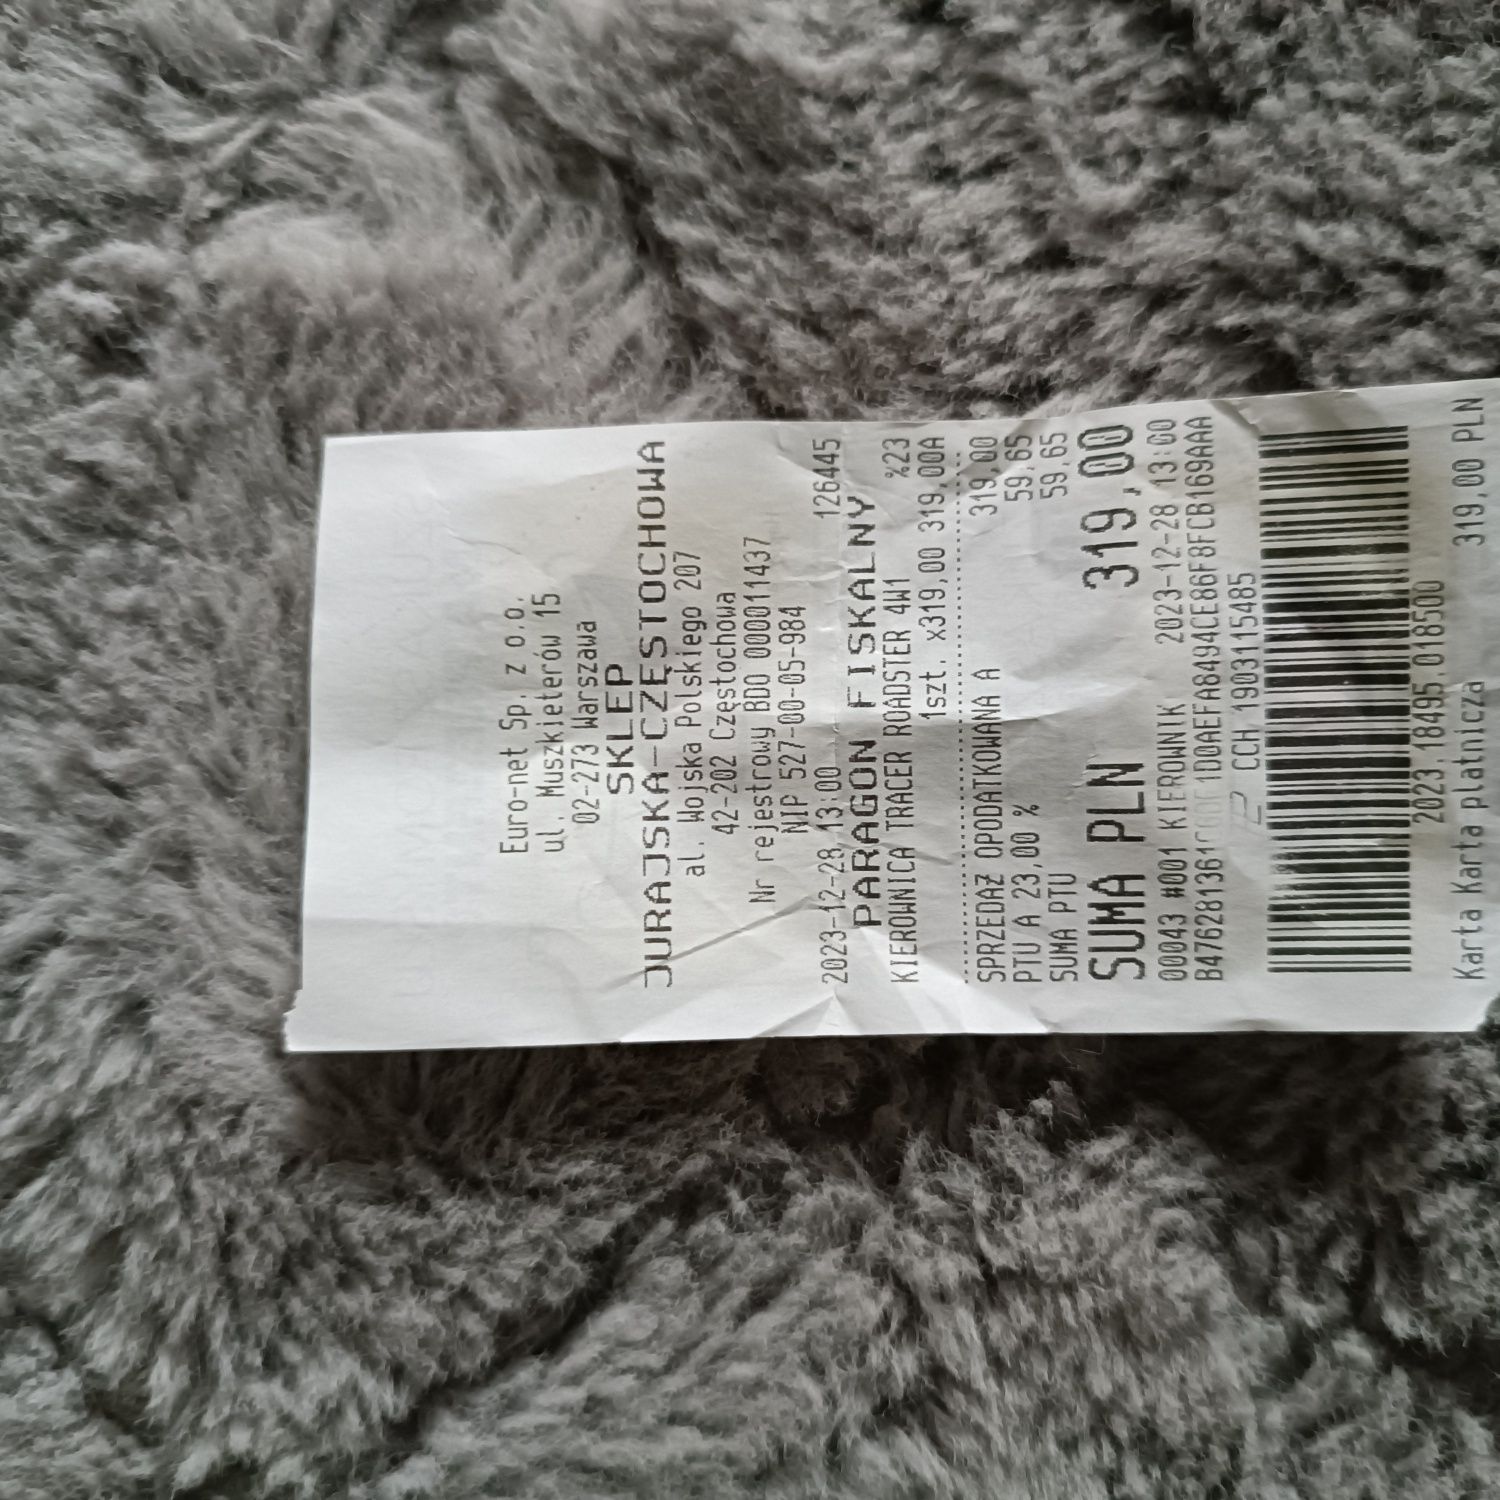 Euro-net Sp. z o.o.
ul. Muszkieterów 15
02-273 Warszawa
SKLEP
JURAJSKA-CZĘSTOCHOWA
al. Wojska Polskiego 207
42-202 Częstochowa
Nr rejestrowy BDO 000011437
NIP 527-00-05-984
2023-12-28 13:00 126445
PARAGON FISKALNY
KIEROWNICA TRACER ROADSTER 4W1 %23
1szt. x319,00 319,00A
SPRZEDAŻ OPODATKOWANA A 319,00
PTU A 23,00 % 59,65
SUMA PTU 59,65
SUMA PLN 319,00
00043 #001 KIEROWNIK 2023-12-28 13:00
CCH 1903115485
2023.18495.018500
Karta Karta płatnicza 319,00 PLN